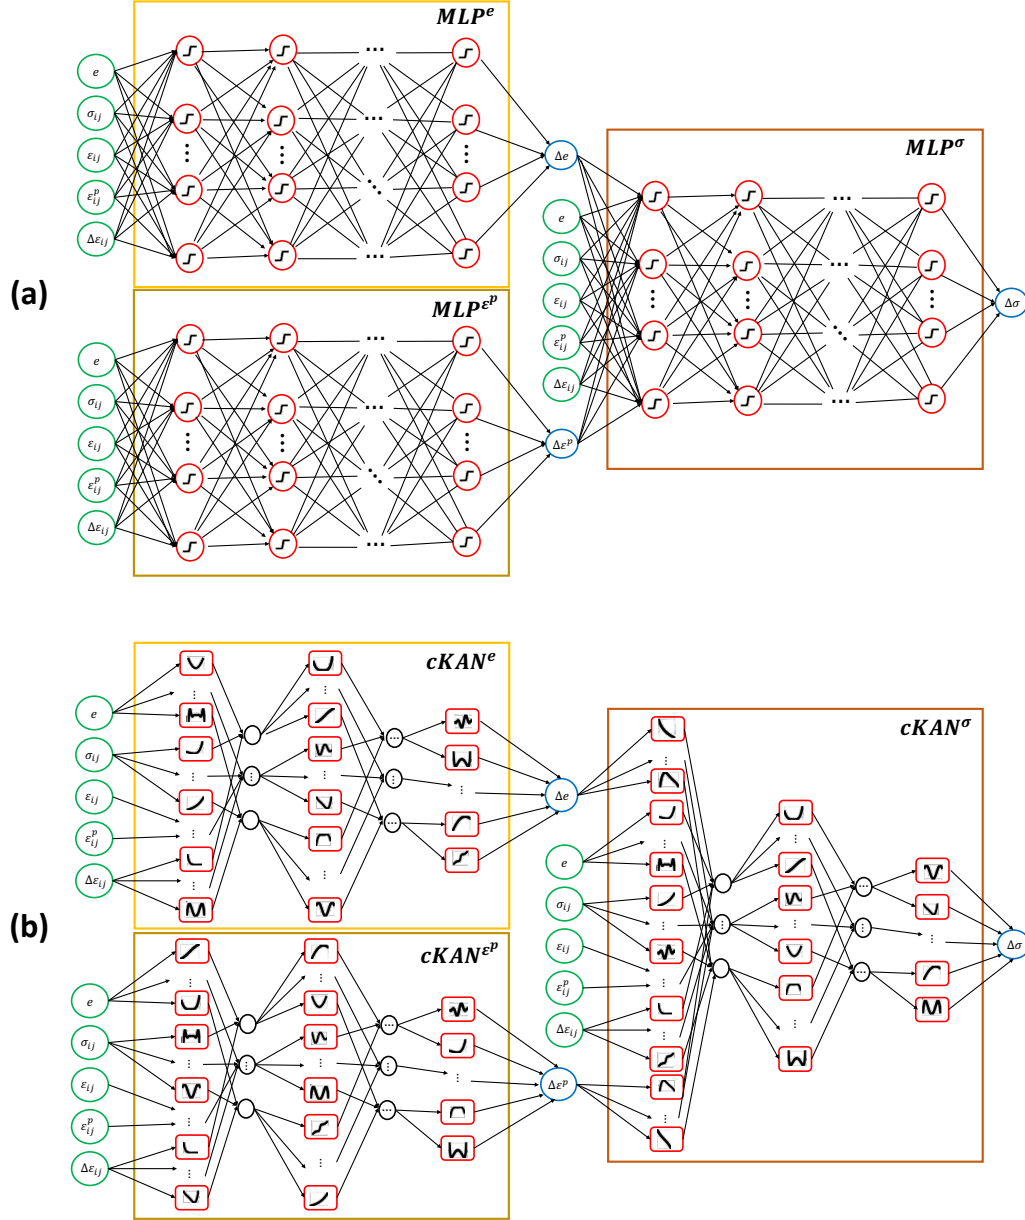 (a)
MLP^e
e
σ_ij
ε_ij
ε^p_ij
Δε_ij
Δe
MLP^ε^p
e
σ_ij
ε_ij
ε^p_ij
Δε_ij
Δε^p
MLP^σ
e
σ_ij
ε_ij
ε^p_ij
Δε_ij
Δσ
(b)
cKAN^e
e
σ_ij
ε_ij
ε^p_ij
Δε_ij
Δe
cKAN^ε^p
e
σ_ij
ε_ij
ε^p_ij
Δε_ij
Δε^p
cKAN^σ
e
σ_ij
ε_ij
ε^p_ij
Δε_ij
Δσ